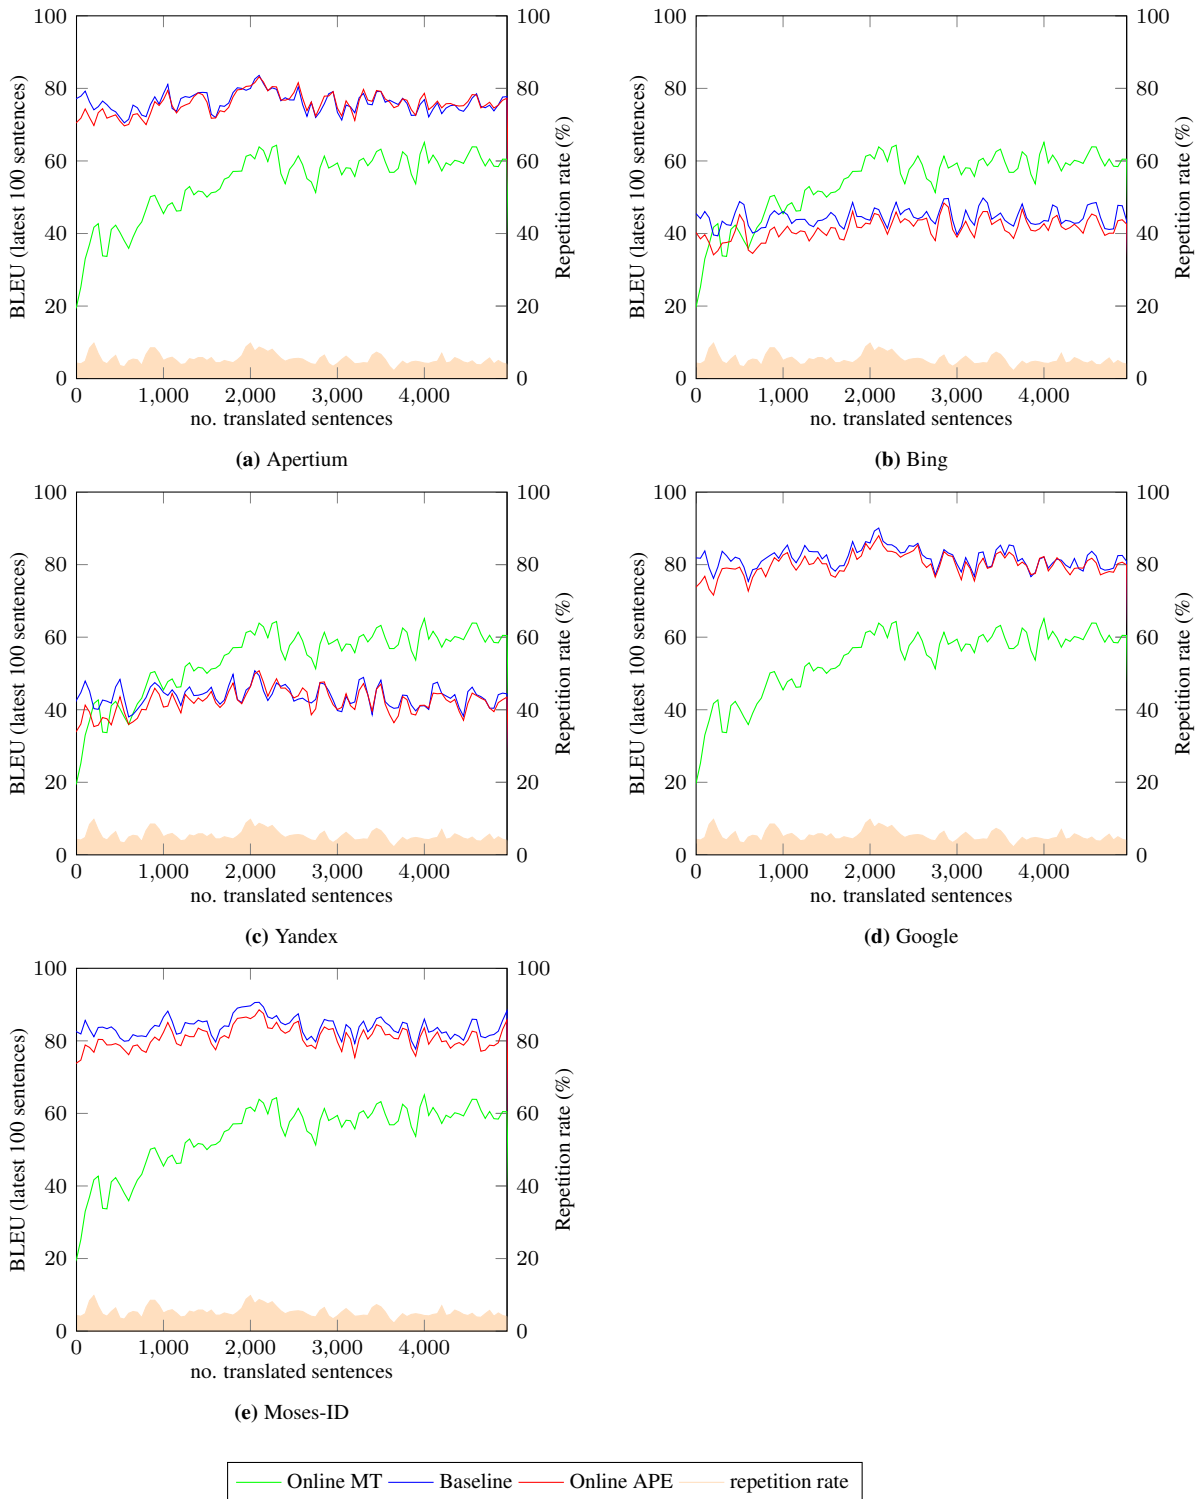 100
80
60
40
20
0
BLEU (latest 100 sentences)
100
80
60
40
20
0
Repetition rate (%)
0 1,000 2,000 3,000 4,000
no. translated sentences
(a) Apertium
100
80
60
40
20
0
BLEU (latest 100 sentences)
100
80
60
40
20
0
Repetition rate (%)
0 1,000 2,000 3,000 4,000
no. translated sentences
(b) Bing
100
80
60
40
20
0
BLEU (latest 100 sentences)
100
80
60
40
20
0
Repetition rate (%)
0 1,000 2,000 3,000 4,000
no. translated sentences
(c) Yandex
100
80
60
40
20
0
BLEU (latest 100 sentences)
100
80
60
40
20
0
Repetition rate (%)
0 1,000 2,000 3,000 4,000
no. translated sentences
(d) Google
100
80
60
40
20
0
BLEU (latest 100 sentences)
100
80
60
40
20
0
Repetition rate (%)
0 1,000 2,000 3,000 4,000
no. translated sentences
(e) Moses-ID
Online MT Baseline Online APE repetition rate